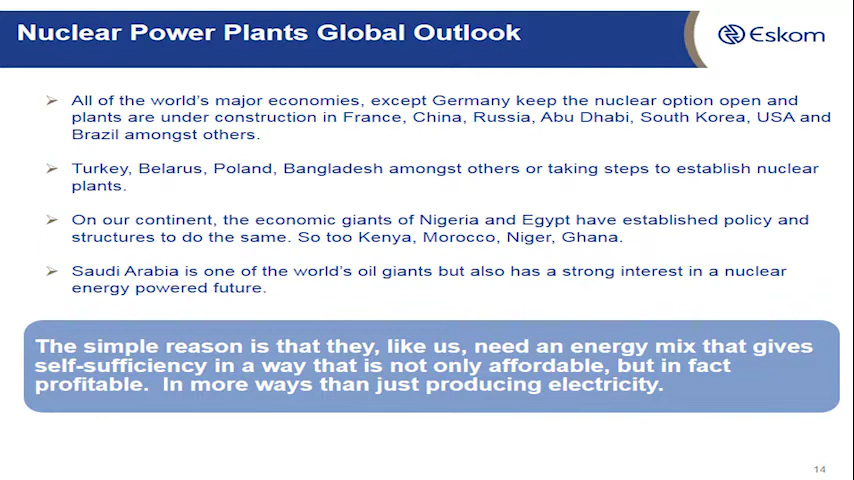 Nuclear Power Plants Global Outlook
Eskom
All of the world's major economies, except Germany keep the nuclear option open and
plants are under construction in France, China, Russia, Abu Dhabi, South Korea, USA and
Brazil amongst others.
Turkey, Belarus, Poland, Bangladesh amongst others or taking steps to establish nuclear
plants.
On our continent, the economic giants of Nigeria and Egypt have established policy and
structures to do the same. So too Kenya, Morocco, Niger, Ghana.
Saudi Arabia is one of the world's oil giants but also has a strong interest in a nuclear
energy powered future.
The simple reason is that they, like us, need an energy mix that gives
self-sufficiency in a way that is not only affordable, but in fact
profitable.  In more ways than just producing electricity.
14